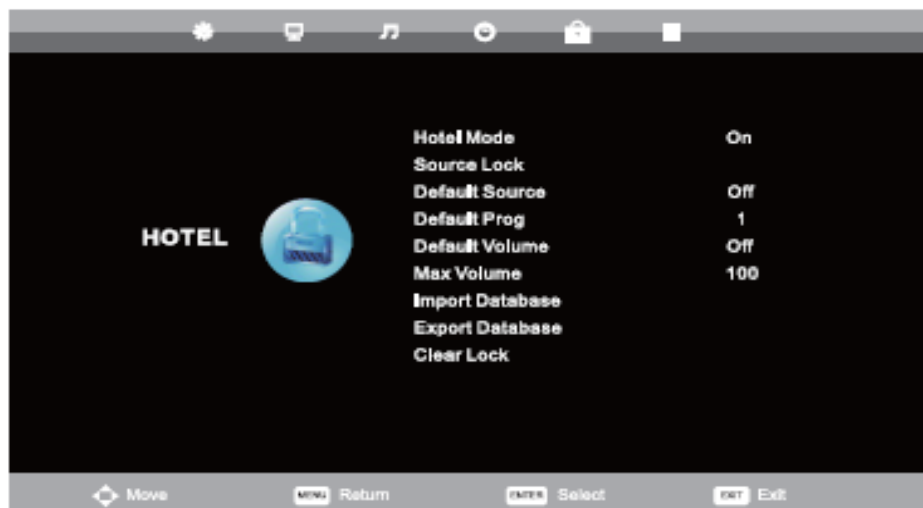 Hotel Mode On
Source Lock
Default Source Off
Default Prog 1
HOTEL
Default Volume Off
Max Volume 100
Import Database
Export Database
Clear Lock
Move MENU Return ENTER Select EXIT Exit